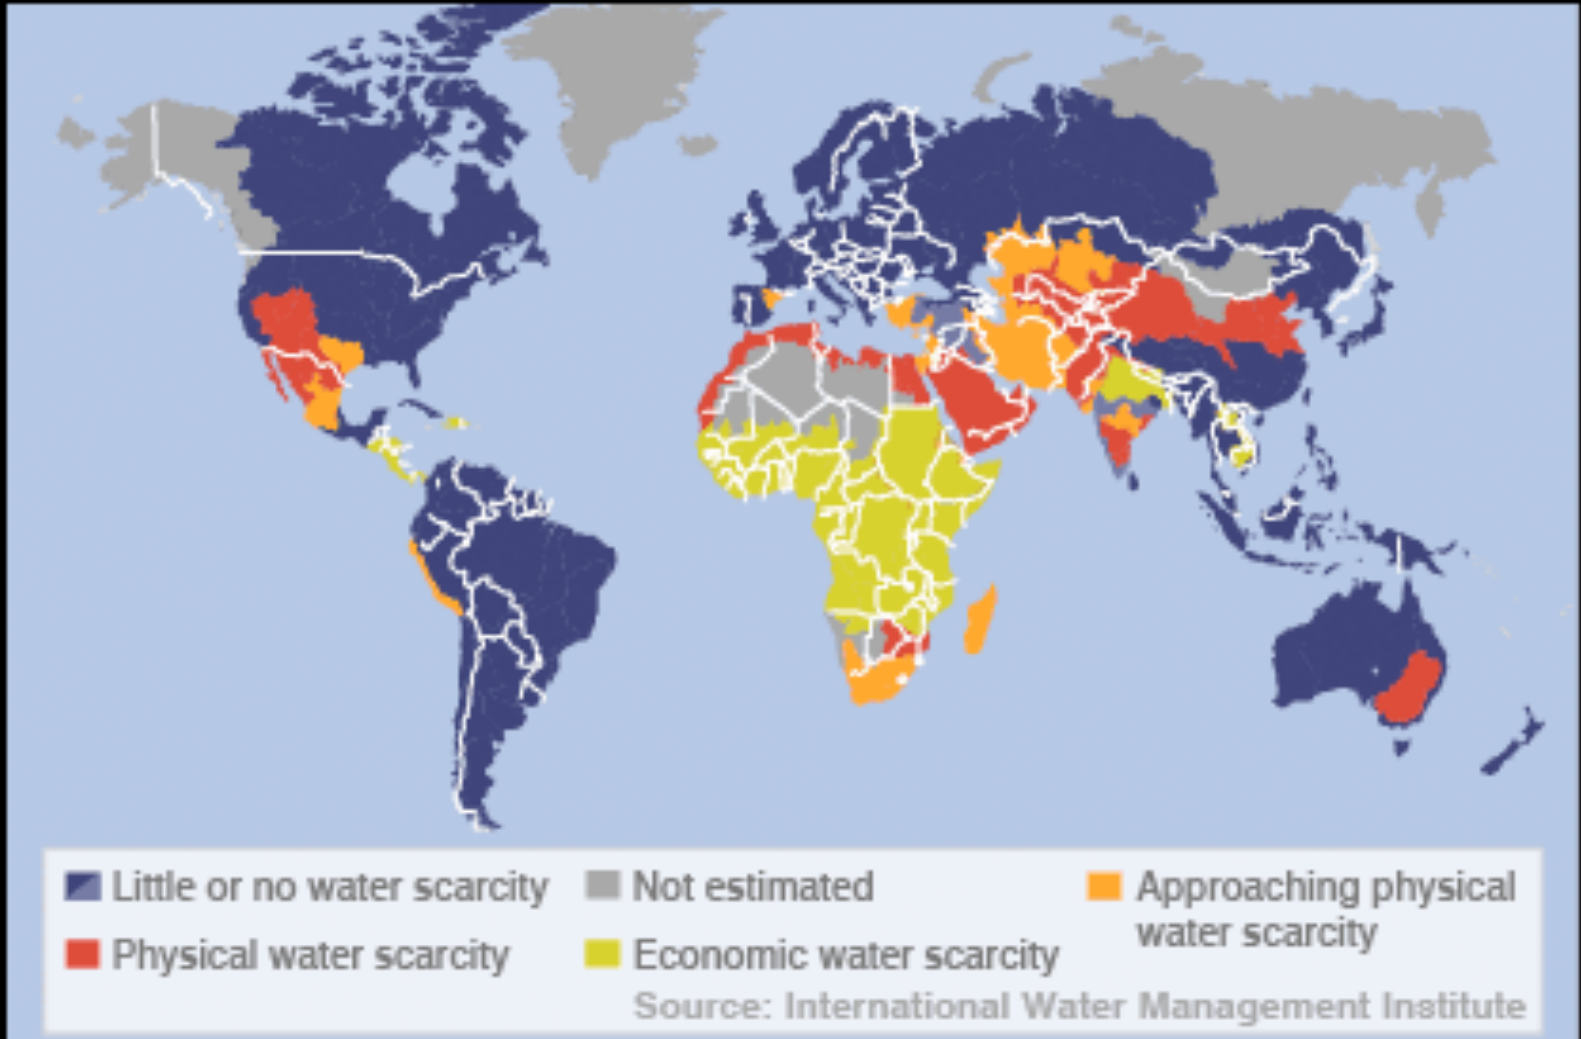 Little or no water scarcity
Not estimated
Approaching physical
water scarcity
Physical water scarcity
Economic water scarcity
Source: International Water Management Institute